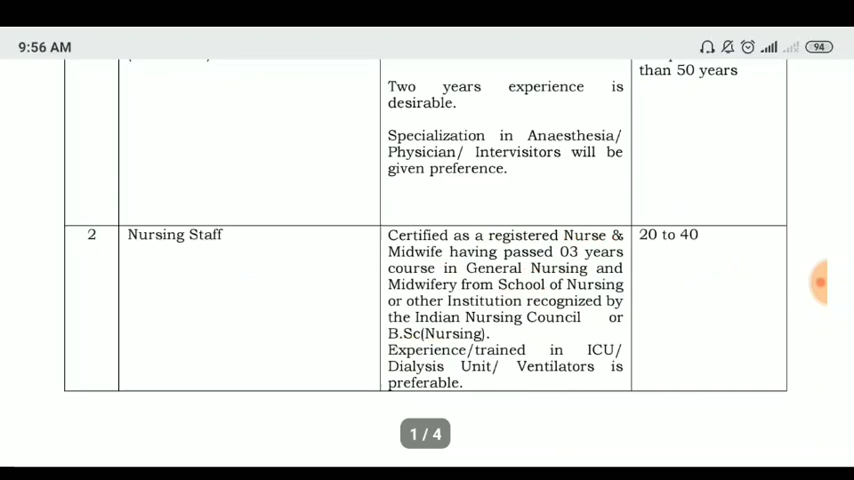 9:56 AM
94
than 50 years
Two years experience is
desirable.
Specialization in Anaesthesia/
Physician/ Intervisitors will be
given preference.
2
Nursing Staff
Certified as a registered Nurse &
Midwife having passed 03 years
course in General Nursing and
Midwifery from School of Nursing
or other Institution recognized by
the Indian Nursing Council or
B.Sc(Nursing).
Experience/trained in ICU/
Dialysis Unit/ Ventilators is
preferable.
20 to 40
1 / 4